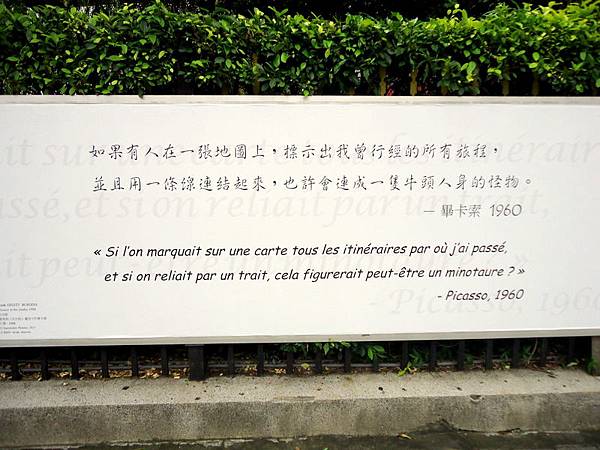 如果有人在一張地圖上，標示出我曾行經的所有旅程，
並且用一條線連結起來，也許會連成一隻牛頭人身的怪物。
— 畢卡索 1960
« Si l'on marquait sur une carte tous les itinéraires par où j'ai passé,
et si on reliait par un trait, cela figurerait peut-être un minotaure ? »
- Picasso, 1960